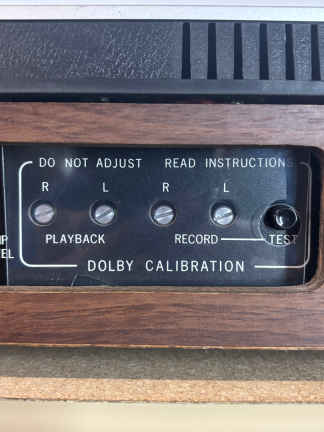 DO NOT ADJUST READ INSTRUCTIONS
R L R L
PLAYBACK RECORD TEST
DOLBY CALIBRATION